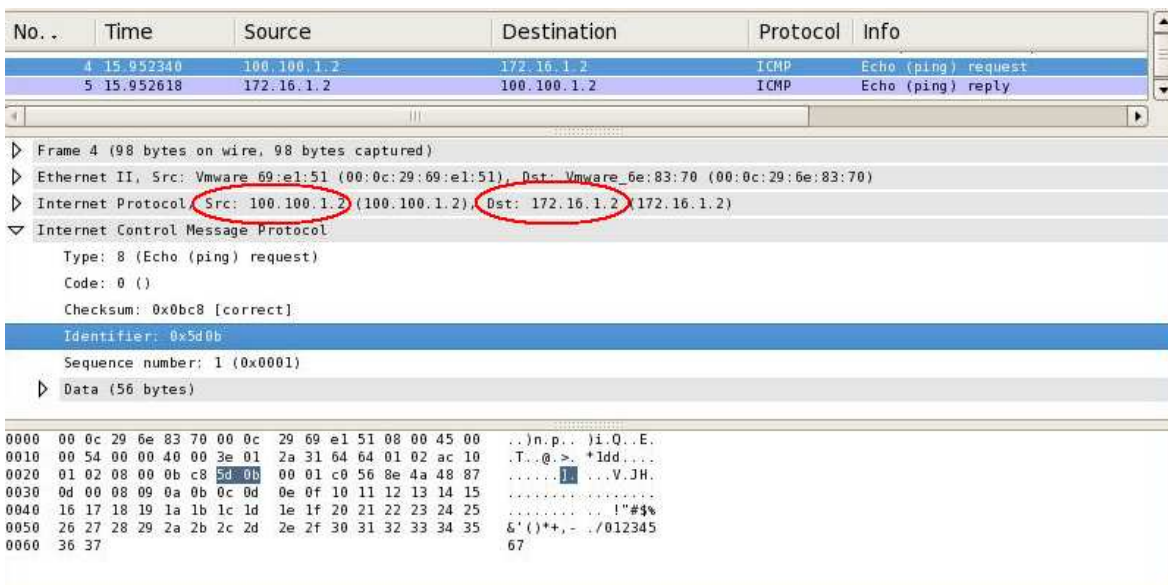 No. . Time Source Destination Protocol Info
4 15.952340 100.100.1.2 172.16.1.2 ICMP Echo (ping) request
5 15.952618 172.16.1.2 100.100.1.2 ICMP Echo (ping) reply
Frame 4 (98 bytes on wire, 98 bytes captured)
Ethernet II, Src: Vmware_69:e1:51 (00:0c:29:69:e1:51), Dst: Vmware_6e:83:70 (00:0c:29:6e:83:70)
Internet Protocol, Src: 100.100.1.2 (100.100.1.2), Dst: 172.16.1.2 (172.16.1.2)
Internet Control Message Protocol
Type: 8 (Echo (ping) request)
Code: 0 ()
Checksum: 0x0bc8 [correct]
Identifier: 0x5d0b
Sequence number: 1 (0x0001)
Data (56 bytes)
0000 00 0c 29 6e 83 70 00 0c 29 69 e1 51 08 00 45 00 ..)n.p.. )i.Q..E.
0010 00 54 00 00 40 00 3e 01 2a 31 64 64 01 02 ac 10 .T..@.>. *1dd....
0020 01 02 08 00 0b c8 5d 0b 00 01 c0 56 8e 4a 48 87 ......]. ...V.JH.
0030 0d 00 08 09 0a 0b 0c 0d 0e 0f 10 11 12 13 14 15 ........ ........
0040 16 17 18 19 1a 1b 1c 1d 1e 1f 20 21 22 23 24 25 ........ .. !"#$%
0050 26 27 28 29 2a 2b 2c 2d 2e 2f 30 31 32 33 34 35 &'()*+,- ./012345
0060 36 37 67